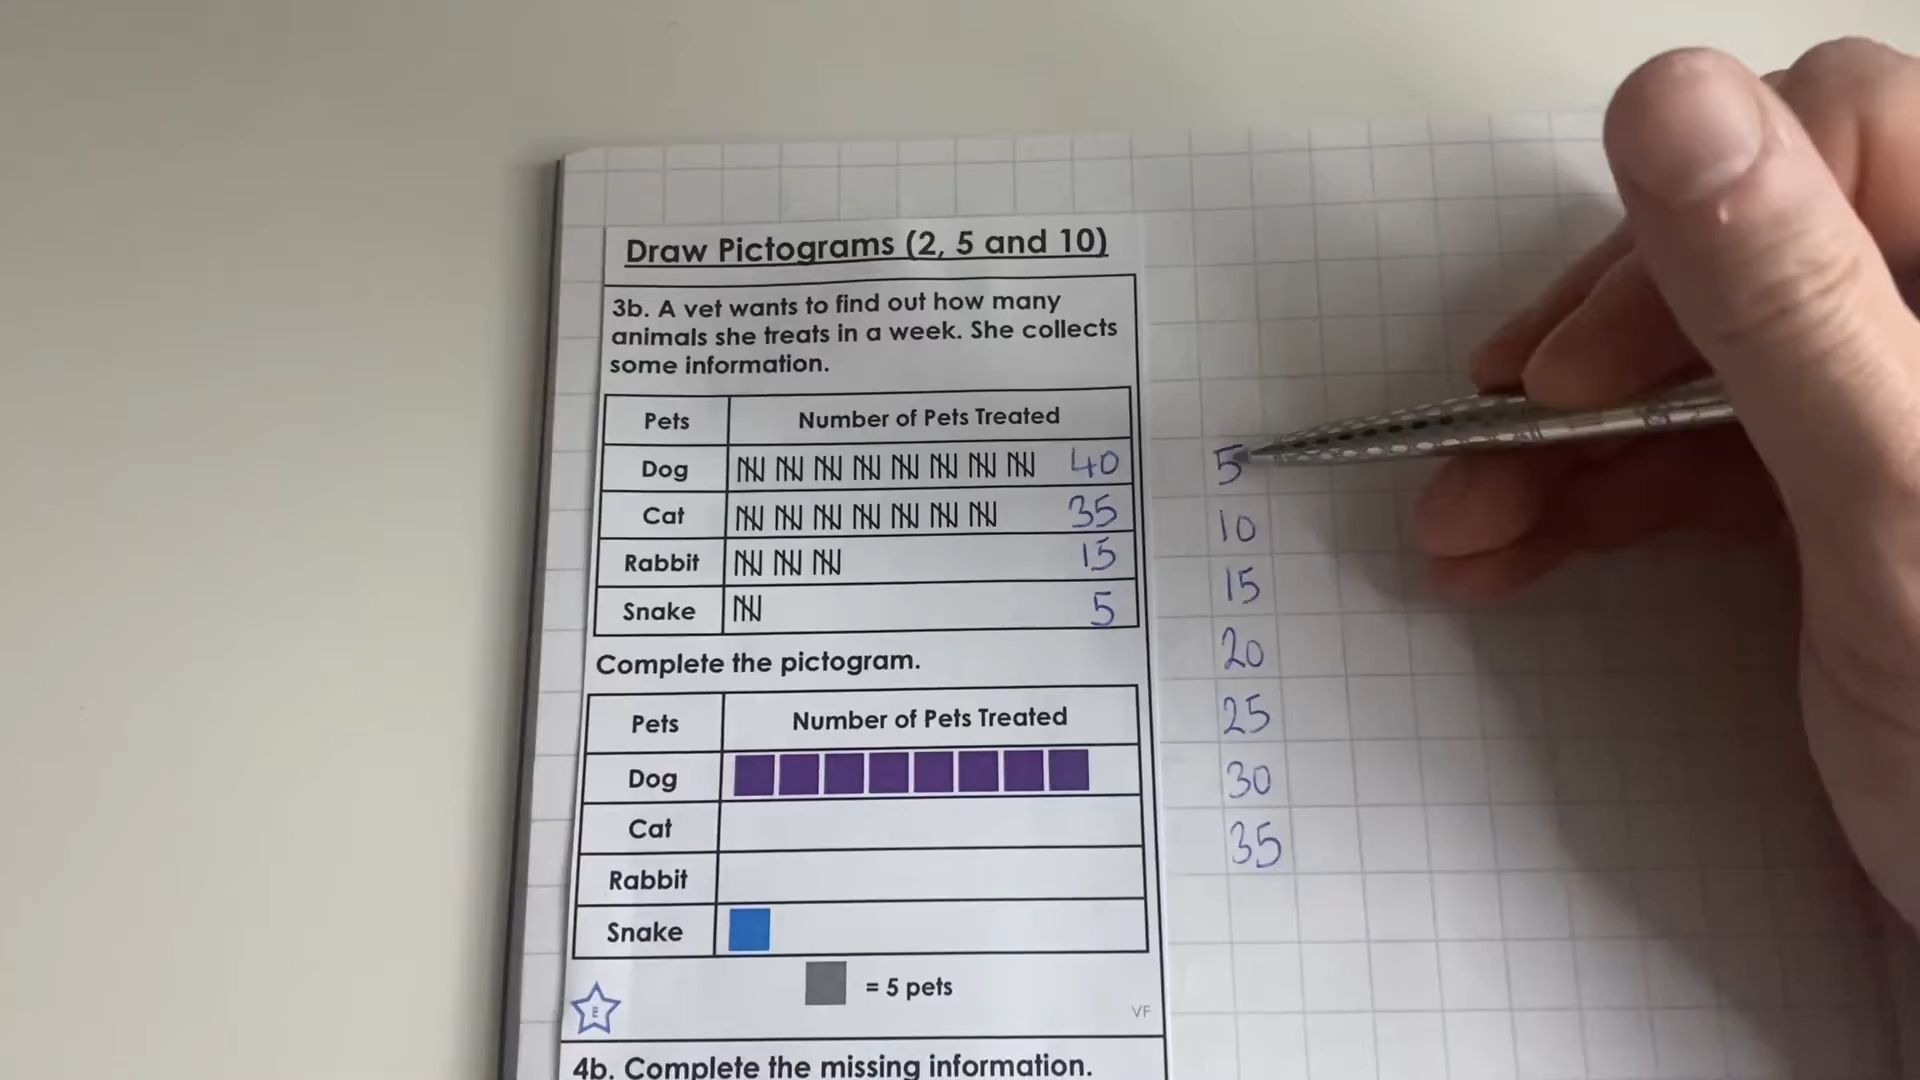 Draw Pictograms (2, 5 and 10)
3b. A vet wants to find out how many
animals she treats in a week. She collects
some information.
Pets Number of Pets Treated
Dog 40
Cat 35
Rabbit 15
Snake 5
5
10
15
20
25
30
35
Complete the pictogram.
Pets Number of Pets Treated
Dog
Cat
Rabbit
Snake
= 5 pets
E
VF
4b. Complete the missing information.